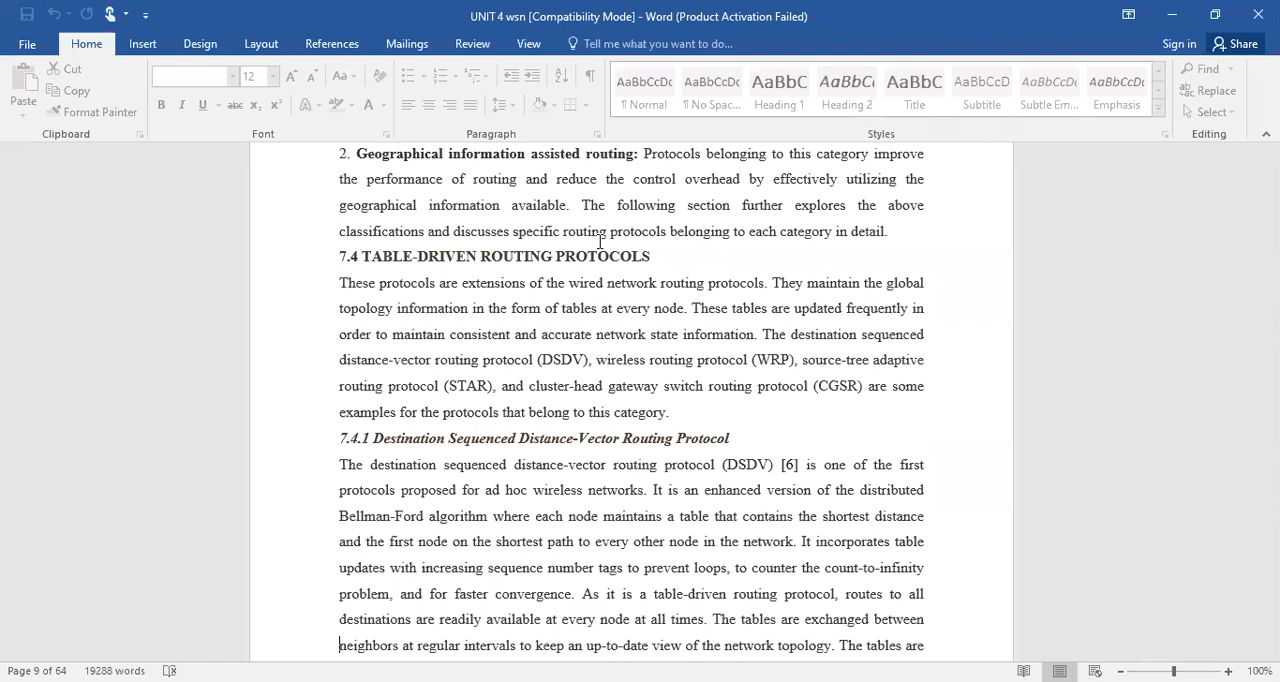 UNIT 4 wsn [Compatibility Mode] - Word (Product Activation Failed)
File Home Insert Design Layout References Mailings Review View Tell me what you want to do... Sign in Share
Paste
Cut
Copy
Format Painter
12
Aa
B I U abc X₂ X²
A
AaBbCcDc AaBbCcDc AaBbC AaBbCc AaBbC AaBbCcD AaBbCcDc AaBbCcDc
¶ Normal ¶ No Spac... Heading 1 Heading 2 Title Subtitle Subtle Em... Emphasis
Find
Replace
Select
Clipboard Font Paragraph Styles Editing
2. Geographical information assisted routing: Protocols belonging to this category improve
the performance of routing and reduce the control overhead by effectively utilizing the
geographical information available. The following section further explores the above
classifications and discusses specific routing protocols belonging to each category in detail.
7.4 TABLE-DRIVEN ROUTING PROTOCOLS
These protocols are extensions of the wired network routing protocols. They maintain the global
topology information in the form of tables at every node. These tables are updated frequently in
order to maintain consistent and accurate network state information. The destination sequenced
distance-vector routing protocol (DSDV), wireless routing protocol (WRP), source-tree adaptive
routing protocol (STAR), and cluster-head gateway switch routing protocol (CGSR) are some
examples for the protocols that belong to this category.
7.4.1 Destination Sequenced Distance-Vector Routing Protocol
The destination sequenced distance-vector routing protocol (DSDV) [6] is one of the first
protocols proposed for ad hoc wireless networks. It is an enhanced version of the distributed
Bellman-Ford algorithm where each node maintains a table that contains the shortest distance
and the first node on the shortest path to every other node in the network. It incorporates table
updates with increasing sequence number tags to prevent loops, to counter the count-to-infinity
problem, and for faster convergence. As it is a table-driven routing protocol, routes to all
destinations are readily available at every node at all times. The tables are exchanged between
neighbors at regular intervals to keep an up-to-date view of the network topology. The tables are
Page 9 of 64 19288 words 100%